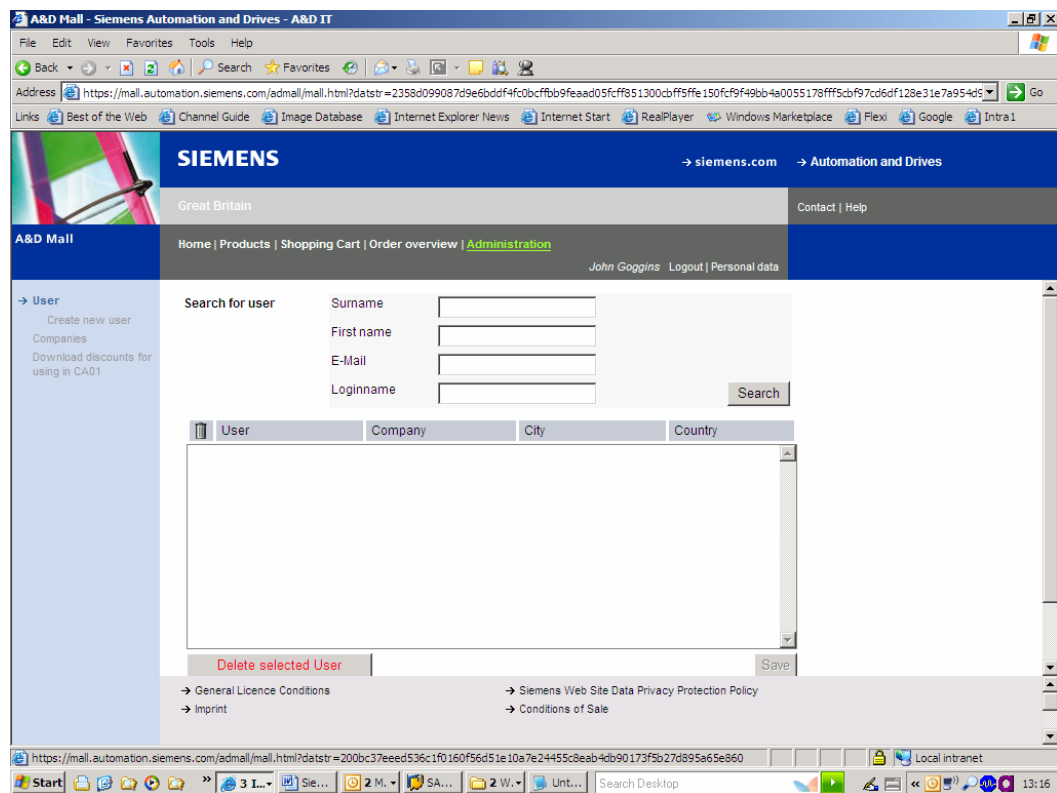 A&D Mall - Siemens Automation and Drives - A&D IT
File Edit View Favorites Tools Help
Back Search Favorites
Address https://mall.automation.siemens.com/admall/mall.html?datstr=
Go
Links Best of the Web Channel Guide Image Database Internet Explorer News Internet Start RealPlayer Windows Marketplace Flexi Google Intra1
SIEMENS
→ siemens.com → Automation and Drives
Great Britain
Contact | Help
A&D Mall
Home | Products | Shopping Cart | Order overview | Administration
John Goggins Logout | Personal data
→ User
Create new user
Companies
Download discounts for
using in CA01
Search for user
Surname
First name
E-Mail
Loginname
Search
User Company City Country
Delete selected User
Save
→ General Licence Conditions
→ Siemens Web Site Data Privacy Protection Policy
→ Imprint
→ Conditions of Sale
https://mall.automation.siemens.com/admall/mall.html?datstr=
Local intranet
Start » 3 I... Sie... 2 M. SA... 2 W. Unt... Search Desktop « 13:16